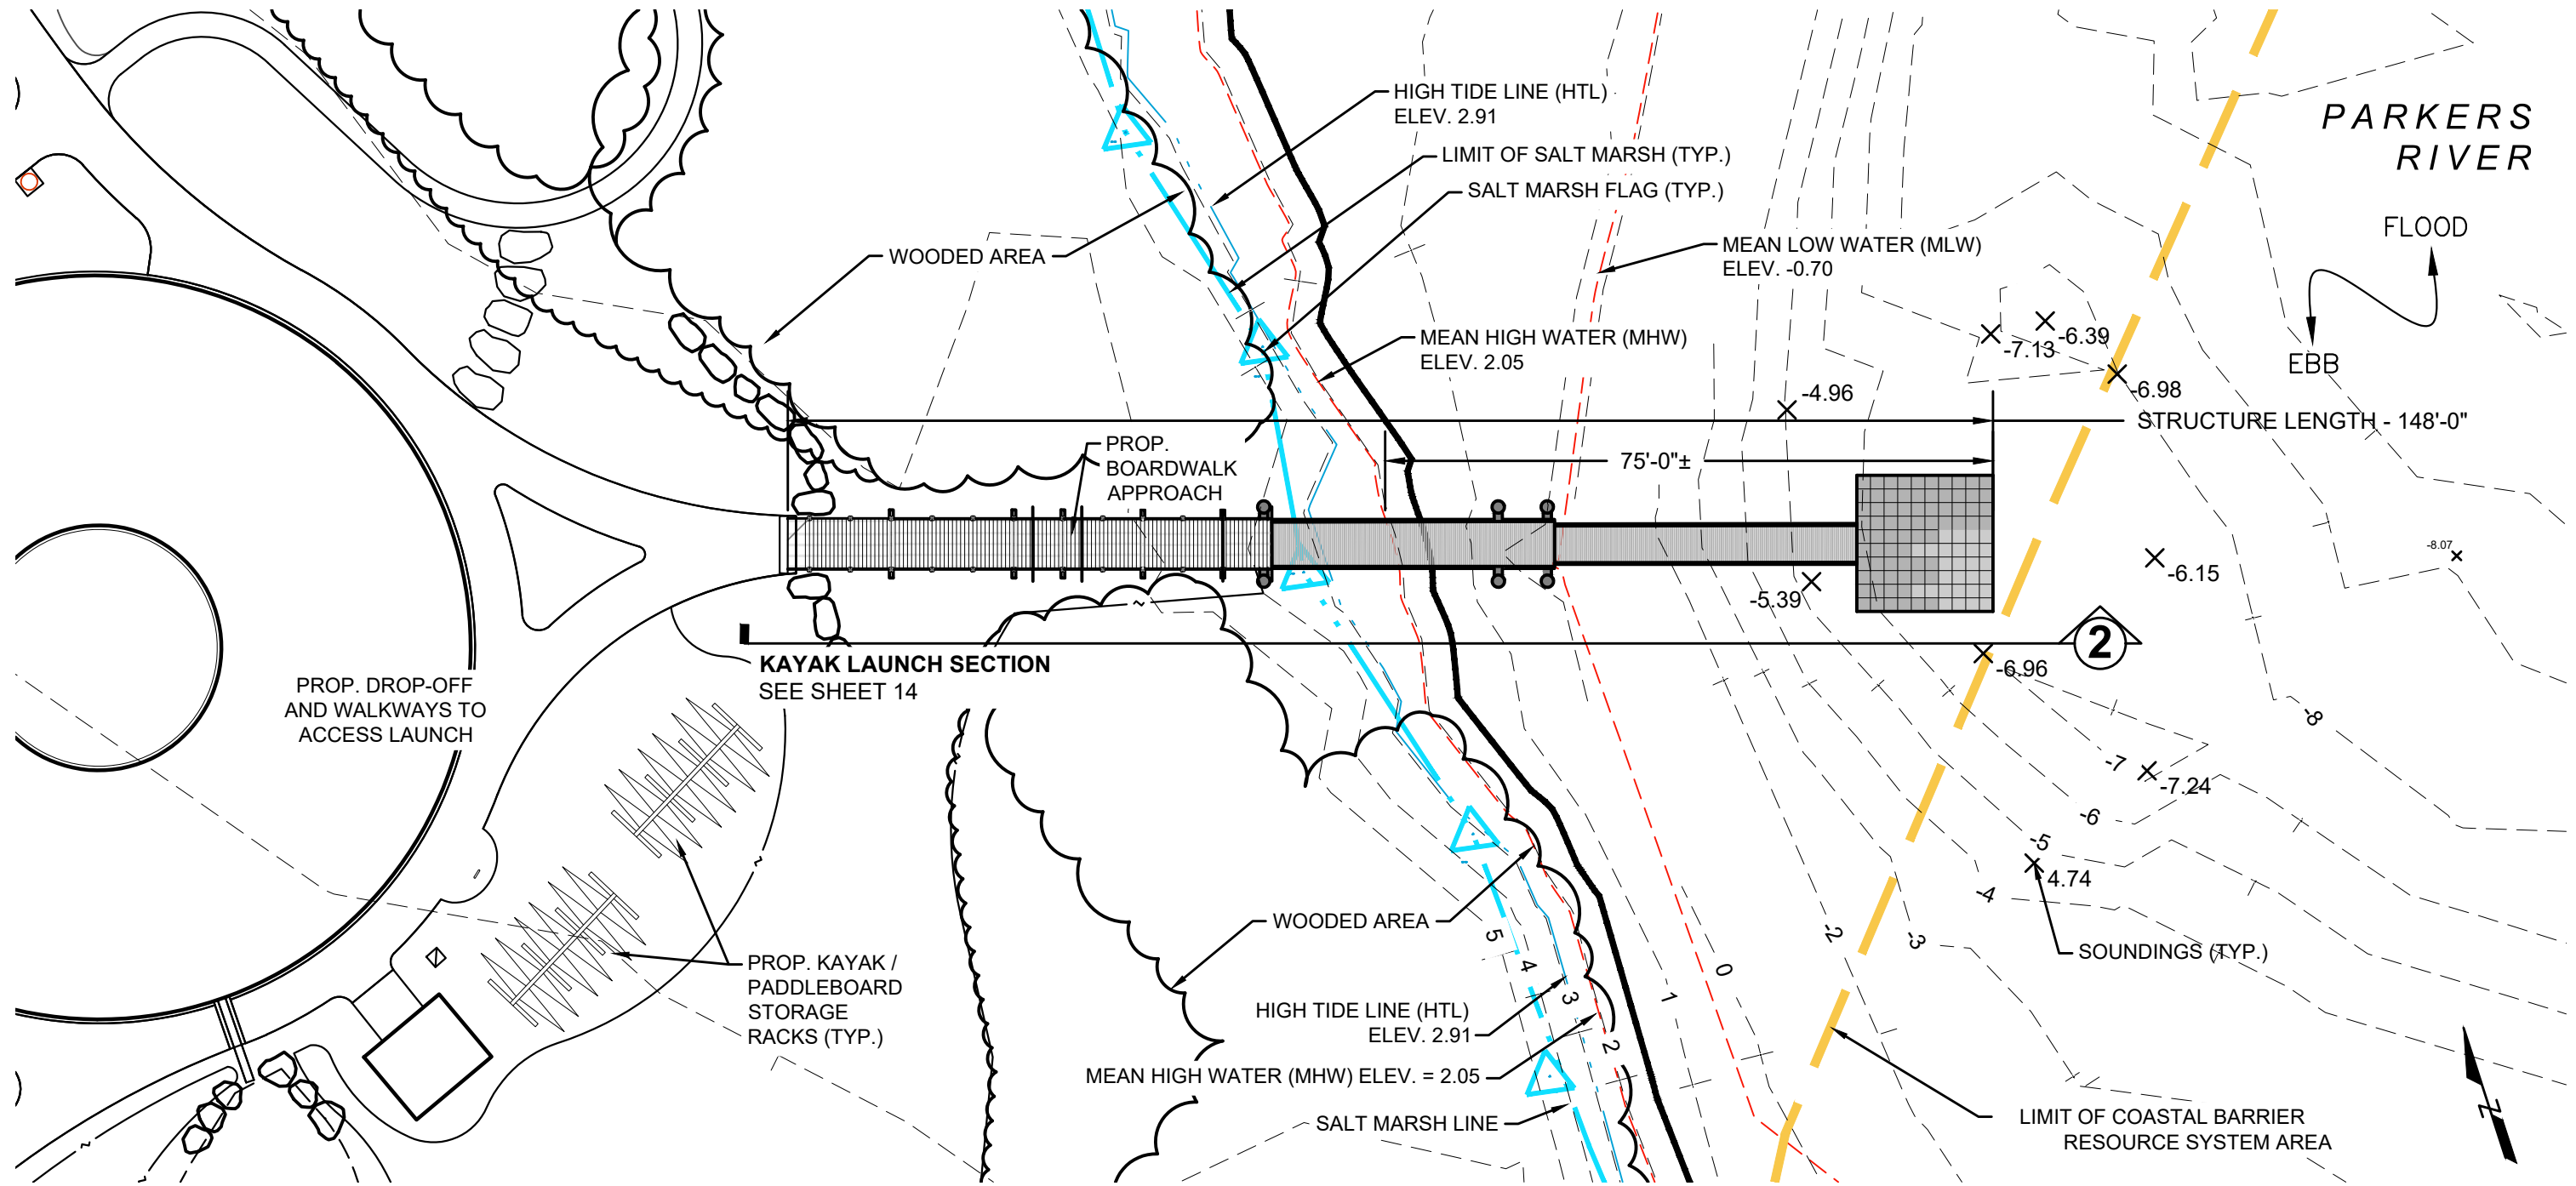 PARKERS
RIVER
HIGH TIDE LINE (HTL)
ELEV. 2.91
LIMIT OF SALT MARSH (TYP.)
SALT MARSH FLAG (TYP.)
WOODED AREA
MEAN LOW WATER (MLW)
ELEV. -0.70
MEAN HIGH WATER (MHW)
ELEV. 2.05
FLOOD
EBB
-7.13
-6.39
-6.98
-4.96
STRUCTURE LENGTH - 148'-0"
75'-0"±
PROP.
BOARDWALK
APPROACH
-8.07
-6.15
-5.39
2
-6.96
KAYAK LAUNCH SECTION
SEE SHEET 14
PROP. DROP-OFF
AND WALKWAYS TO
ACCESS LAUNCH
-8
-7
-7.24
-6
-5
4.74
-4
-3
-2
0
1
2
3
4
5
WOODED AREA
SOUNDINGS (TYP.)
PROP. KAYAK /
PADDLEBOARD
STORAGE
RACKS (TYP.)
HIGH TIDE LINE (HTL)
ELEV. 2.91
MEAN HIGH WATER (MHW) ELEV. = 2.05
SALT MARSH LINE
LIMIT OF COASTAL BARRIER
RESOURCE SYSTEM AREA
N